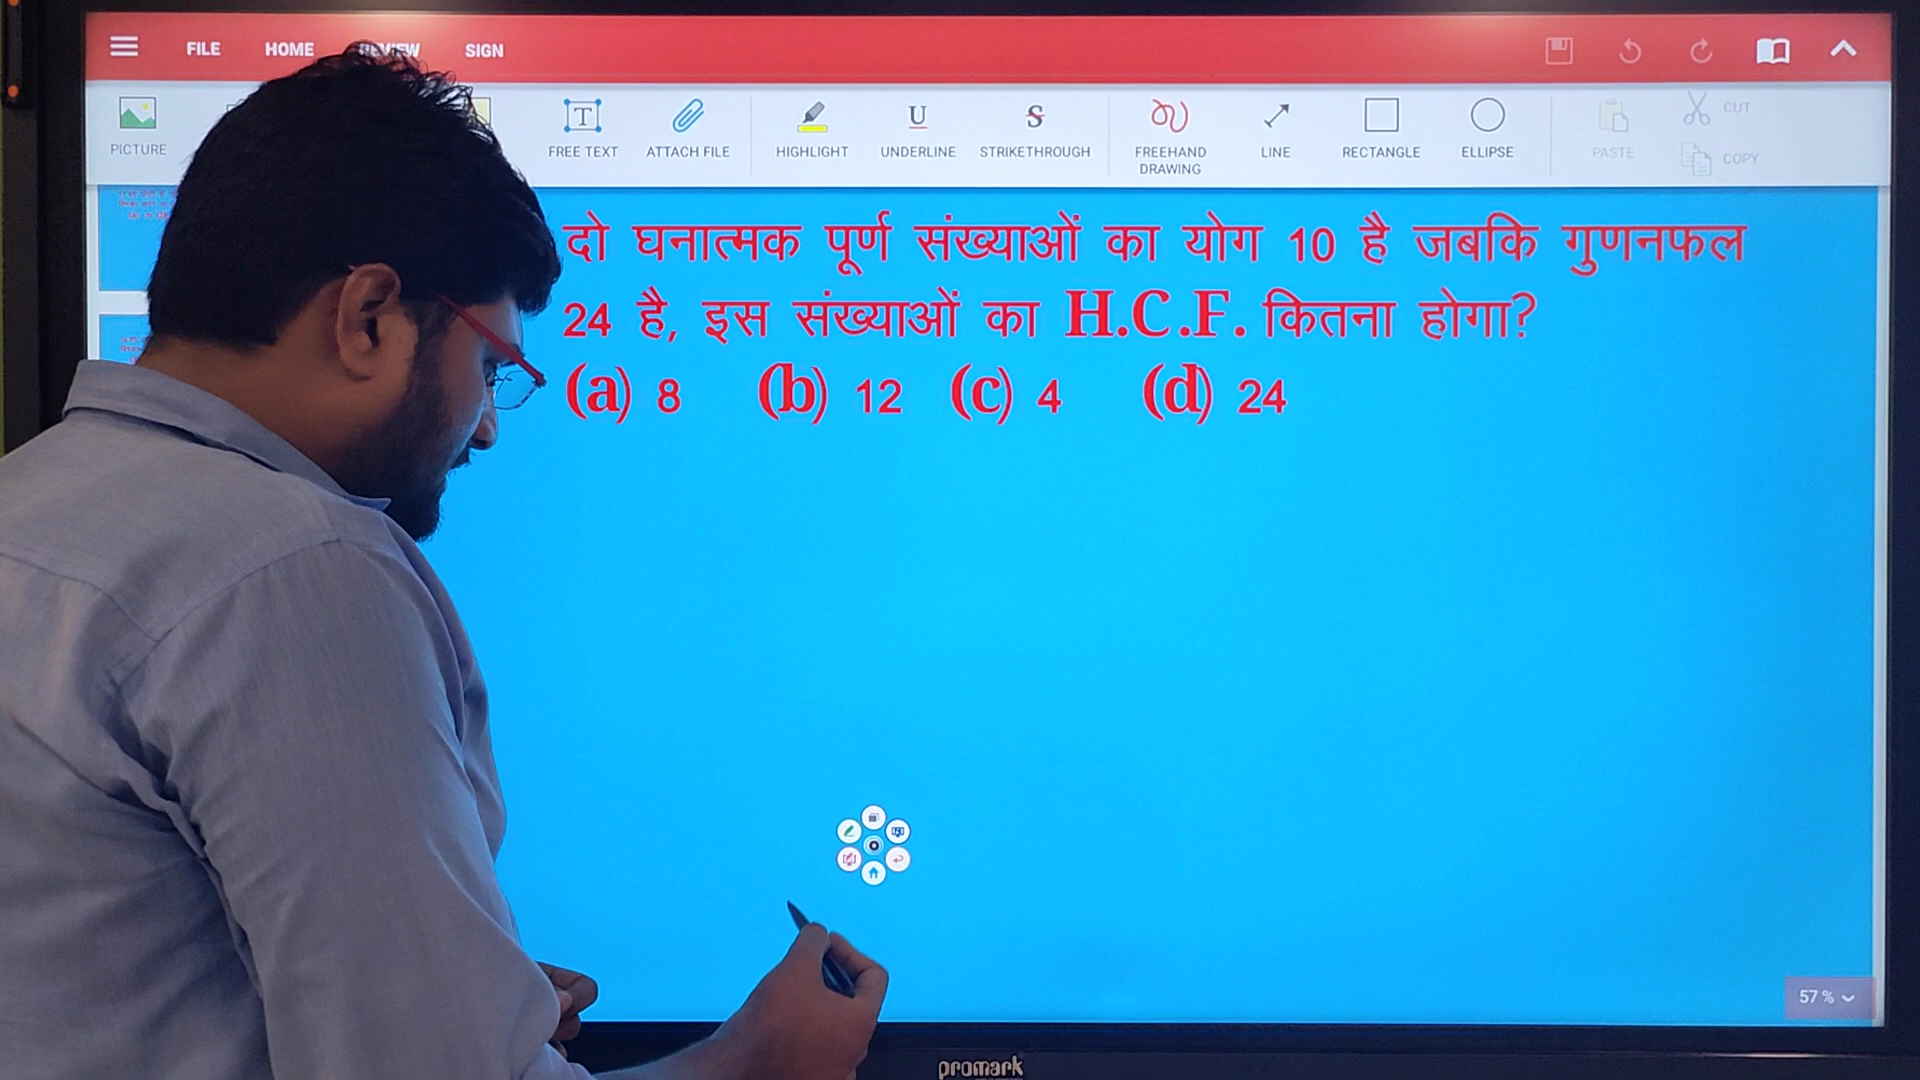 FILE HOME REVIEW SIGN
PICTURE FREE TEXT ATTACH FILE HIGHLIGHT UNDERLINE STRIKETHROUGH FREEHAND DRAWING LINE RECTANGLE ELLIPSE PASTE CUT COPY
दो घनात्मक पूर्ण संख्याओं का योग 10 है जबकि गुणनफल
24 है, इस संख्याओं का H.C.F. कितना होगा?
(a) 8 (b) 12 (c) 4 (d) 24
57 %
promark